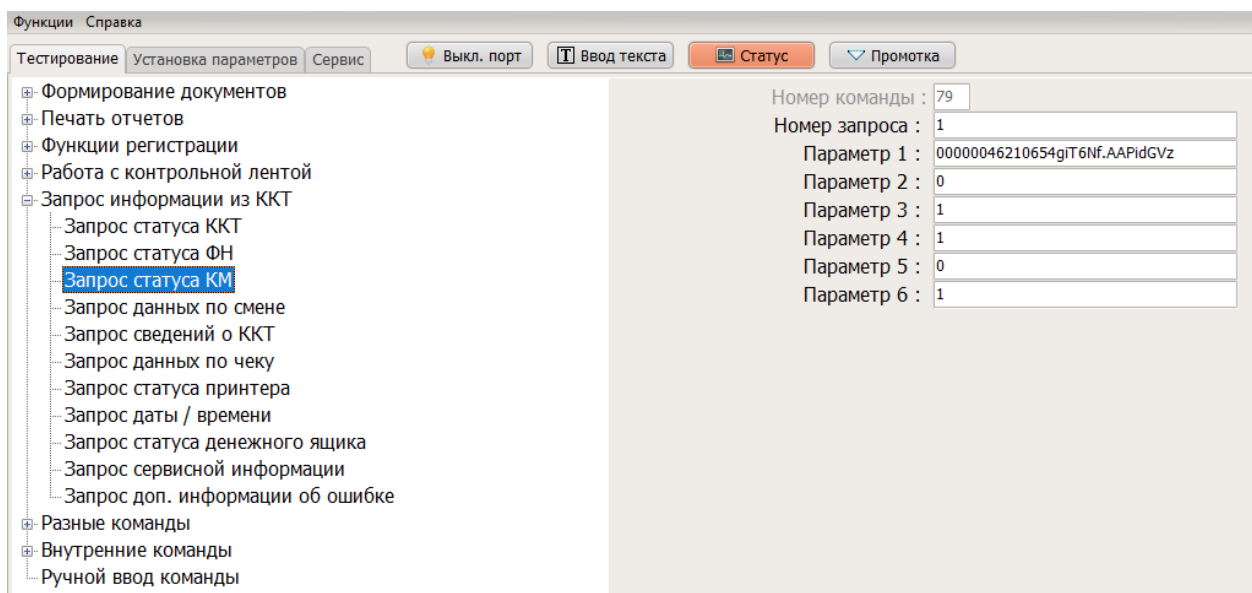 Функции Справка
Тестирование Установка параметров Сервис Выкл. порт Ввод текста Статус Промотка
Формирование документов
Печать отчетов
Функции регистрации
Работа с контрольной лентой
Запрос информации из ККТ
Запрос статуса ККТ
Запрос статуса ФН
Запрос статуса КМ
Запрос данных по смене
Запрос сведений о ККТ
Запрос данных по чеку
Запрос статуса принтера
Запрос даты / времени
Запрос статуса денежного ящика
Запрос сервисной информации
Запрос доп. информации об ошибке
Разные команды
Внутренние команды
Ручной ввод команды
Номер команды : 79
Номер запроса : 1
Параметр 1 : 00000046210654giT6Nf.AAPidGVz
Параметр 2 : 0
Параметр 3 : 1
Параметр 4 : 1
Параметр 5 : 0
Параметр 6 : 1